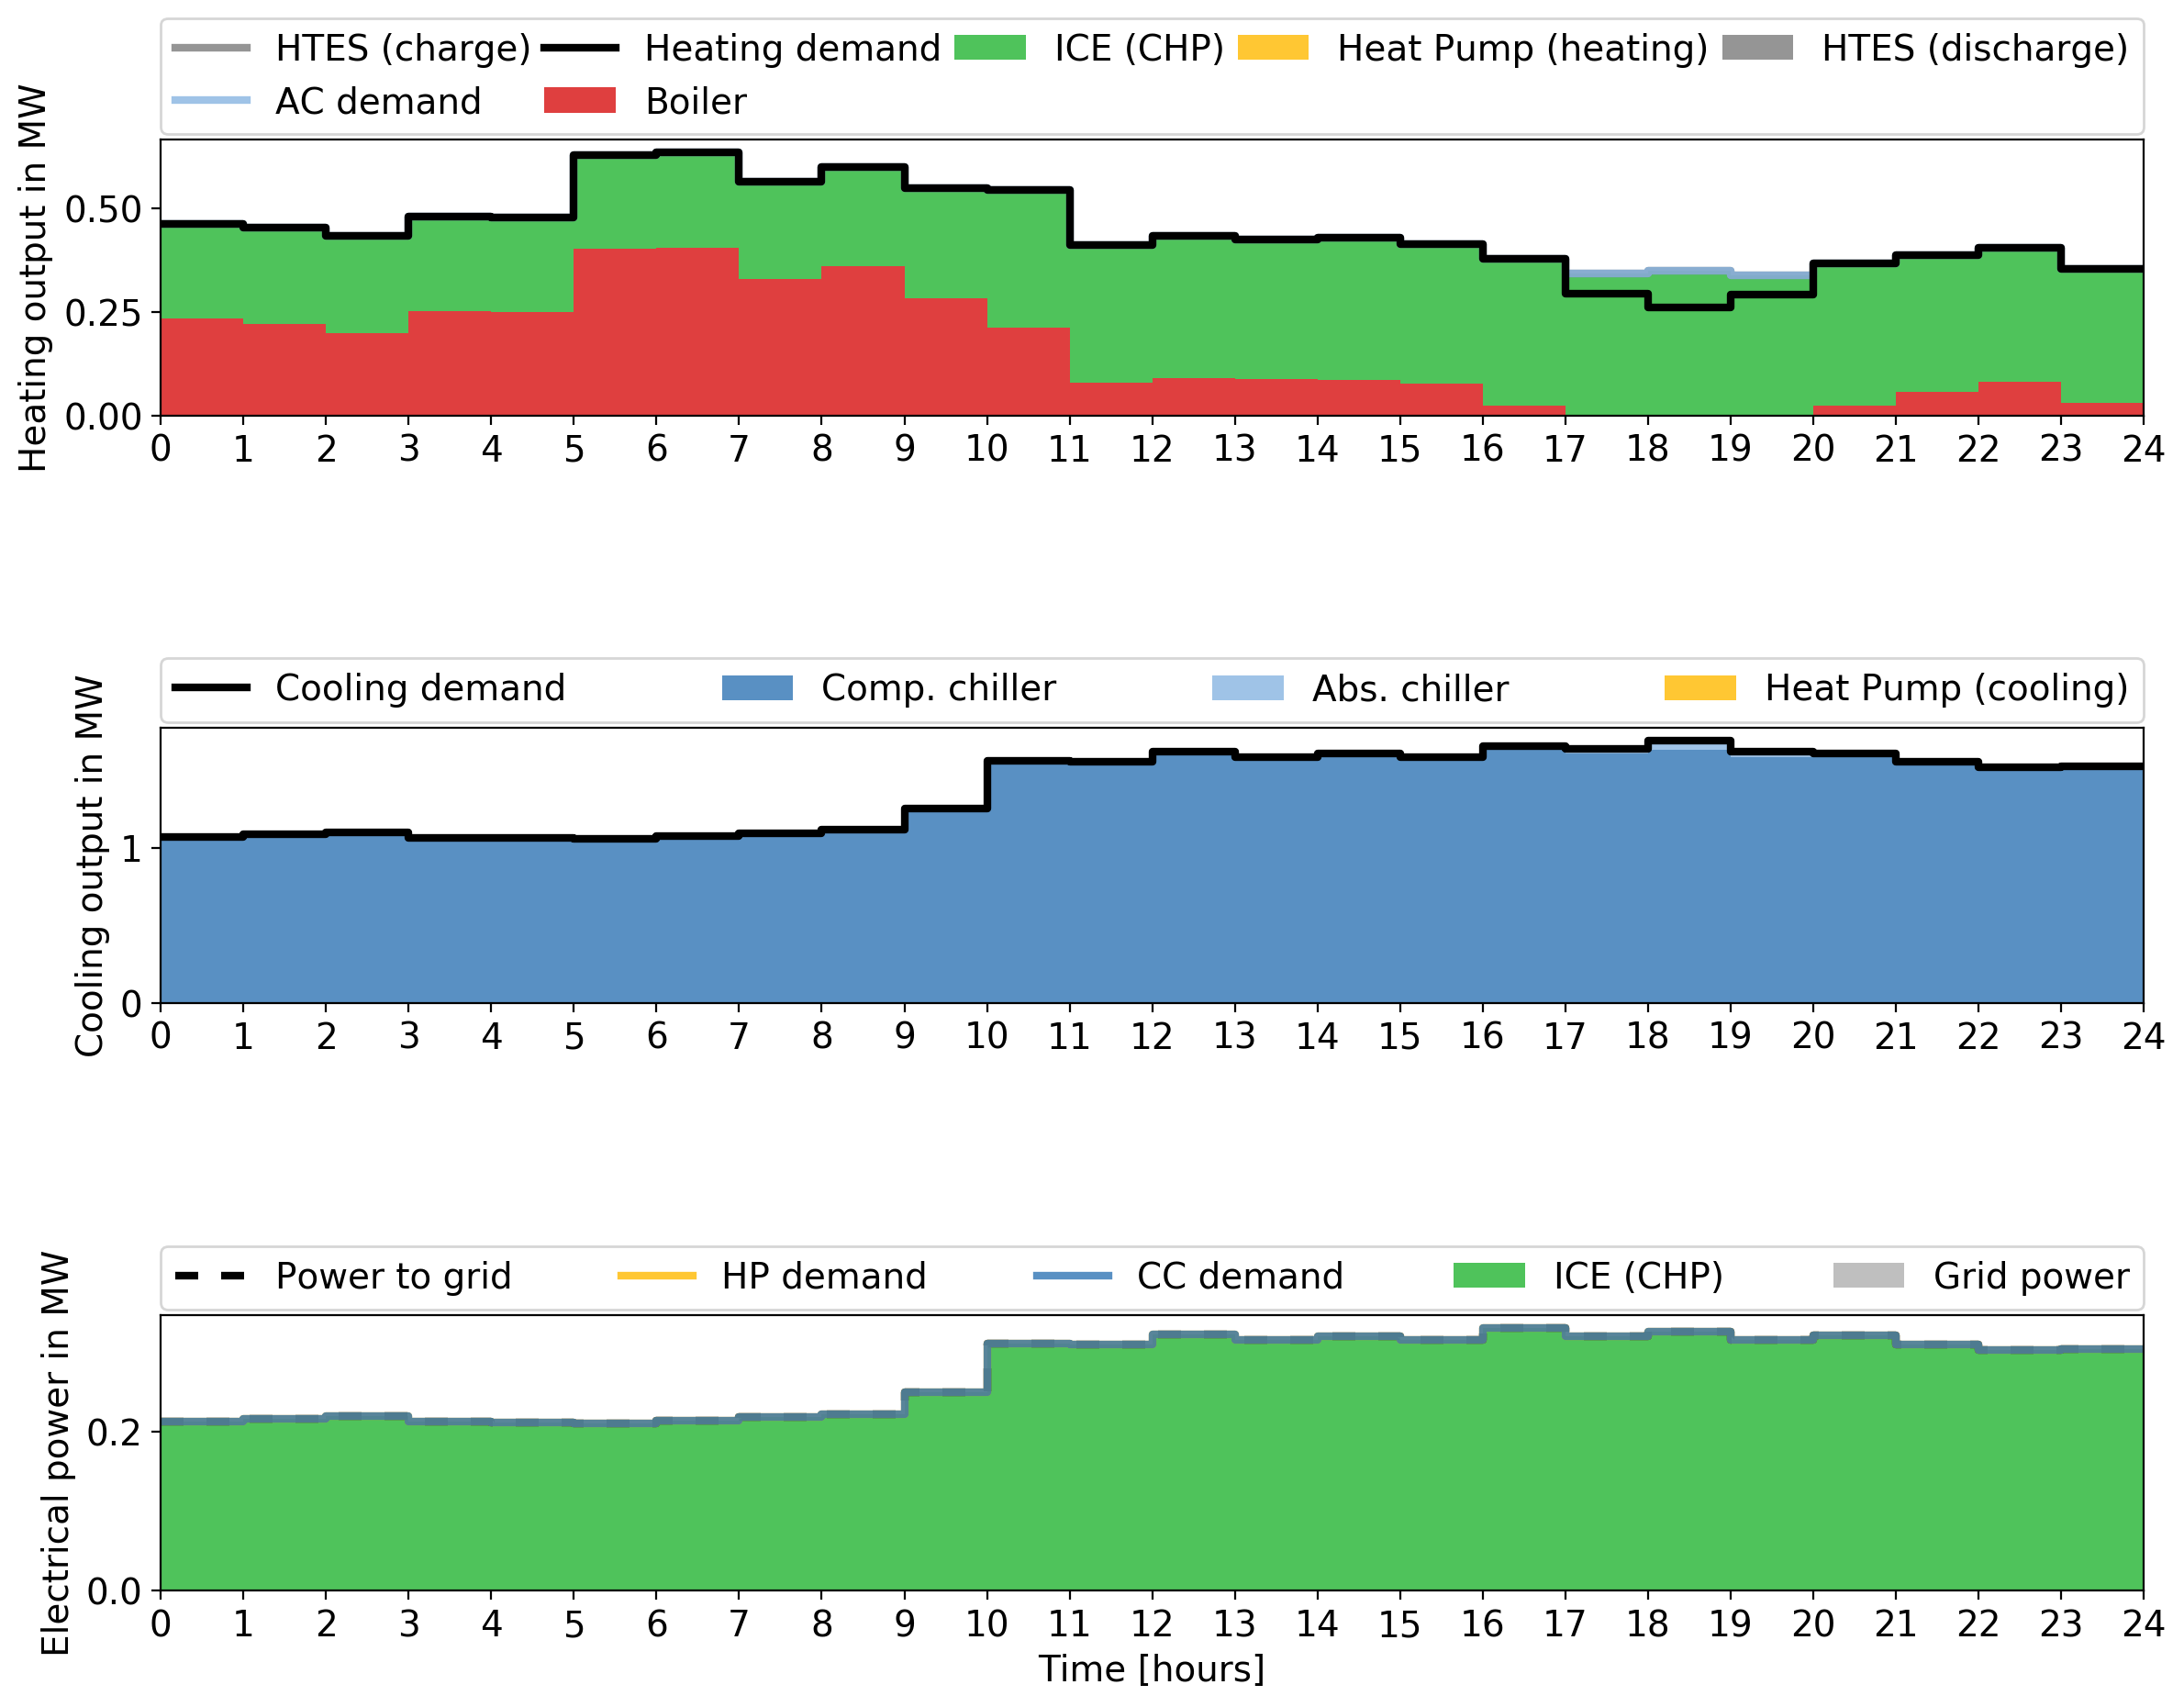 HTES (charge) Heating demand ICE (CHP) Heat Pump (heating) HTES (discharge)
AC demand Boiler
Heating output in MW
0.50
0.25
0.00
0 1 2 3 4 5 6 7 8 9 10 11 12 13 14 15 16 17 18 19 20 21 22 23 24
Cooling demand Comp. chiller Abs. chiller Heat Pump (cooling)
Cooling output in MW
1
0
0 1 2 3 4 5 6 7 8 9 10 11 12 13 14 15 16 17 18 19 20 21 22 23 24
Power to grid HP demand CC demand ICE (CHP) Grid power
Electrical power in MW
0.2
0.0
0 1 2 3 4 5 6 7 8 9 10 11 12 13 14 15 16 17 18 19 20 21 22 23 24
Time [hours]